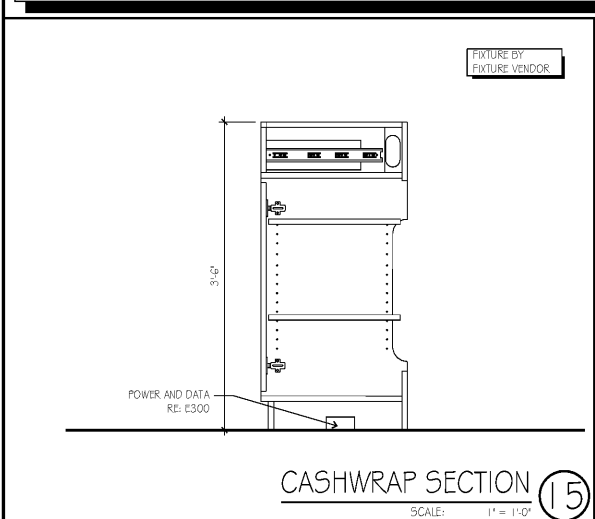 FIXTURE BY
FIXTURE VENDOR
3'-6"
POWER AND DATA
RE: E300
CASHWRAP SECTION
15
SCALE: 1" = 1'-0"